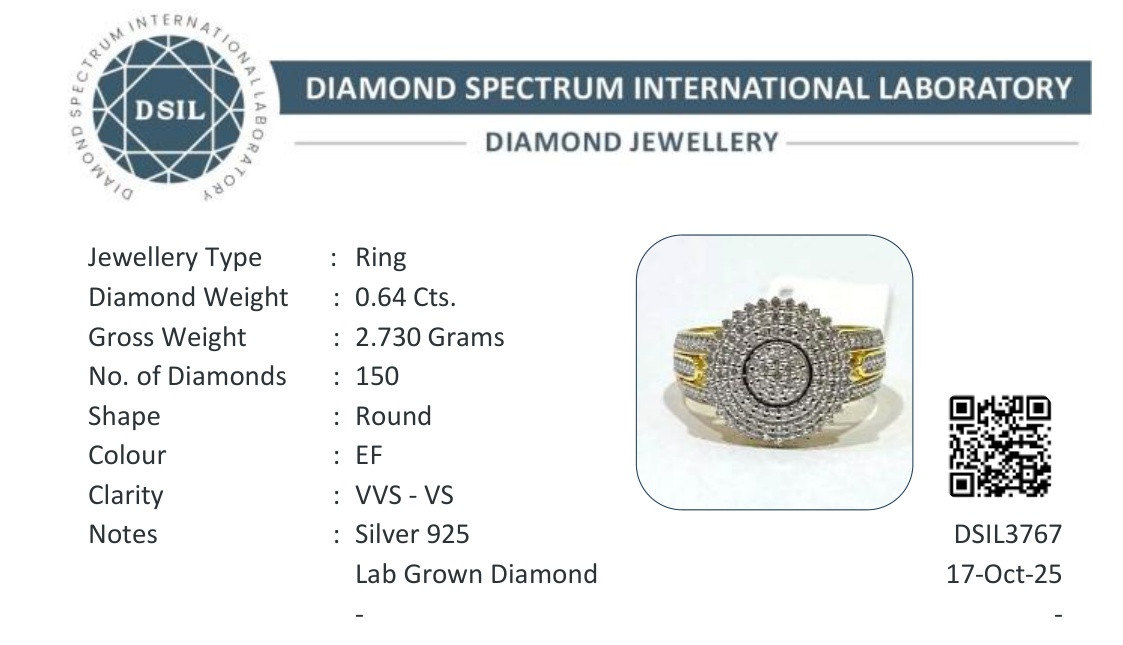 DIAMOND SPECTRUM INTERNATIONAL LABORATORY
DSIL
DIAMOND SPECTRUM INTERNATIONAL LABORATORY
DIAMOND JEWELLERY
Jewellery Type : Ring
Diamond Weight : 0.64 Cts.
Gross Weight : 2.730 Grams
No. of Diamonds : 150
Shape : Round
Colour : EF
Clarity : VVS - VS
Notes : Silver 925 DSIL3767
Lab Grown Diamond 17-Oct-25
- -